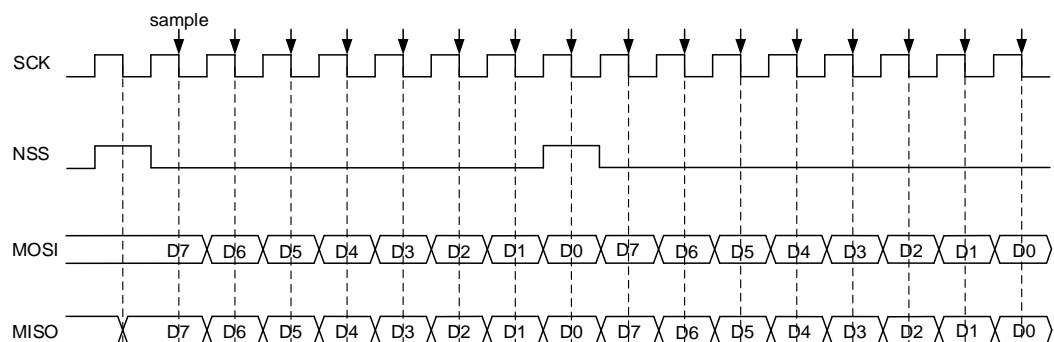 sample
SCK
NSS
MOSI D7 D6 D5 D4 D3 D2 D1 D0 D7 D6 D5 D4 D3 D2 D1 D0
MISO D7 D6 D5 D4 D3 D2 D1 D0 D7 D6 D5 D4 D3 D2 D1 D0